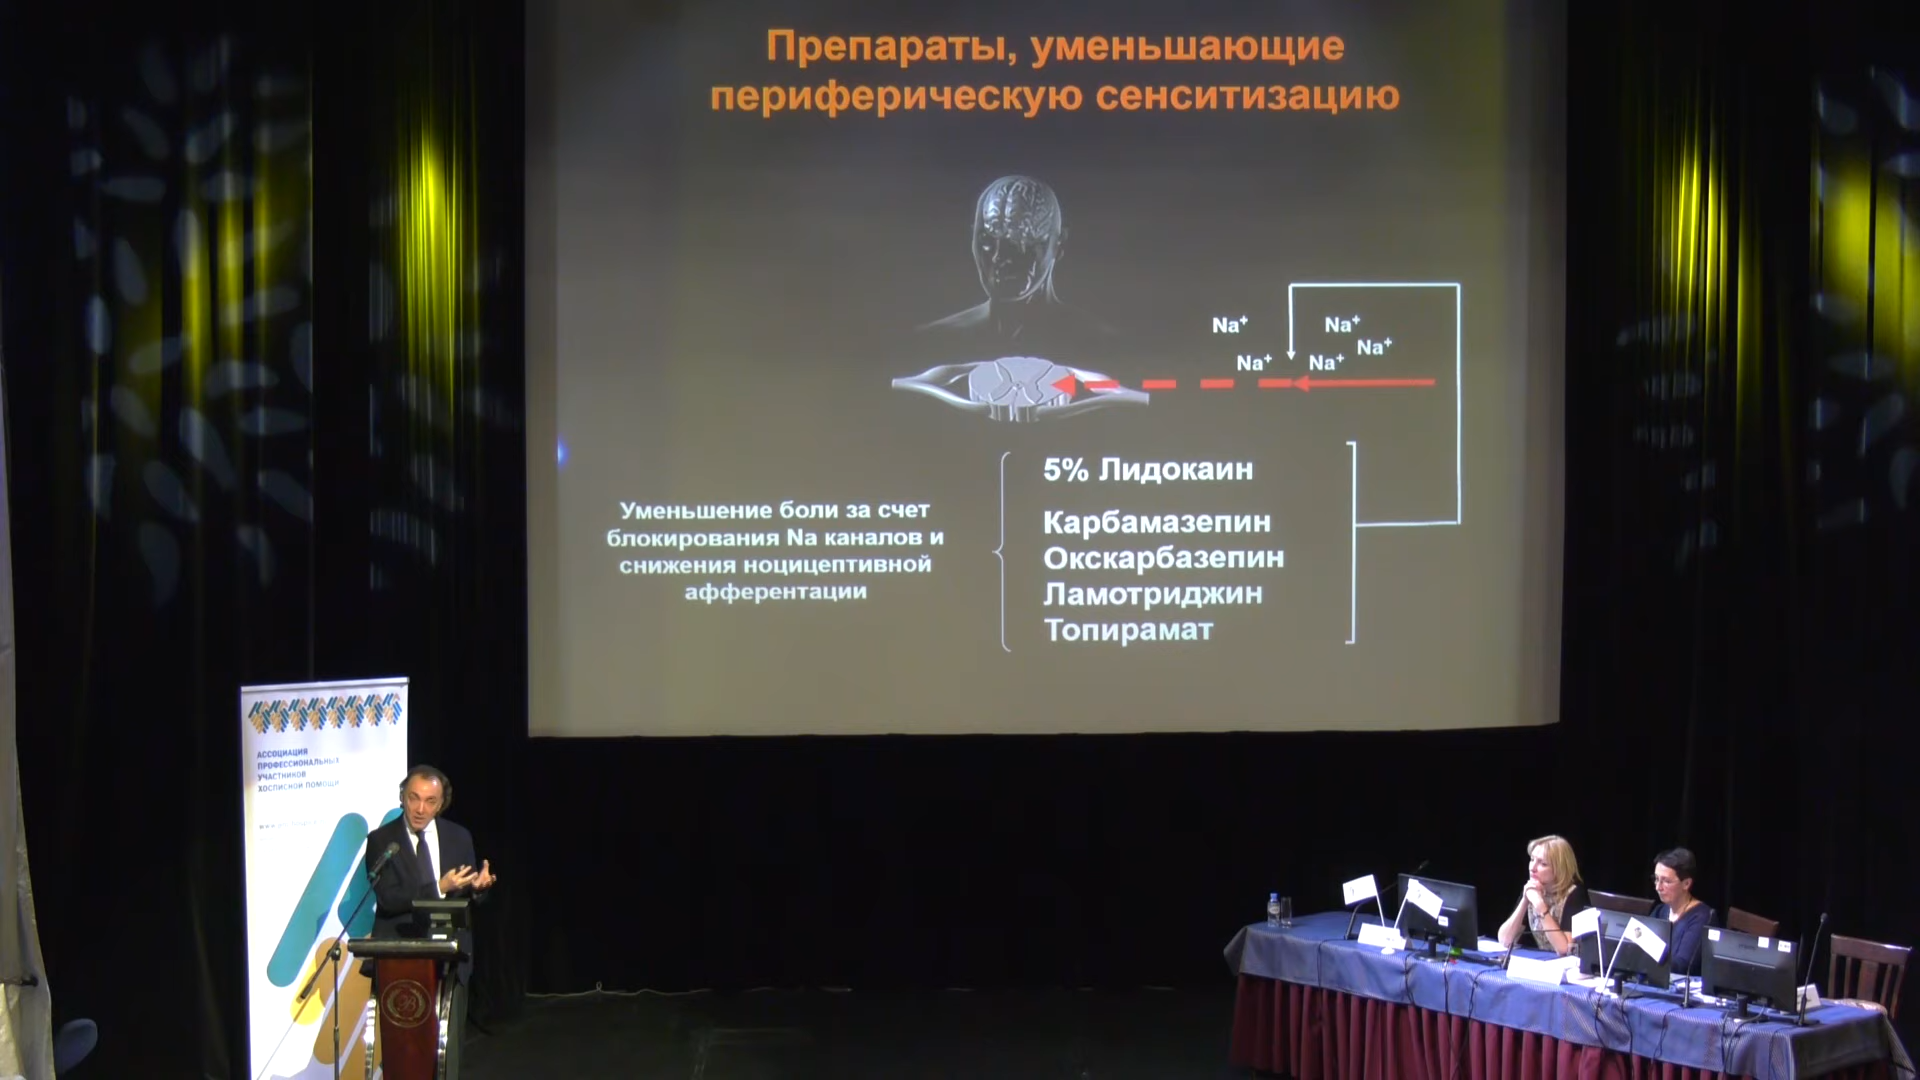 Препараты, уменьшающие
периферическую сенситизацию
Na⁺
Na⁺
Na⁺
Na⁺
Na⁺
5% Лидокаин
Карбамазепин
Окскарбазепин
Ламотриджин
Топирамат
Уменьшение боли за счет
блокирования Na каналов и
снижения ноцицептивной
афферентации
АССОЦИАЦИЯ
ПРОФЕССИОНАЛЬНЫХ
УЧАСТНИКОВ
ХОСПИСНОЙ ПОМОЩИ